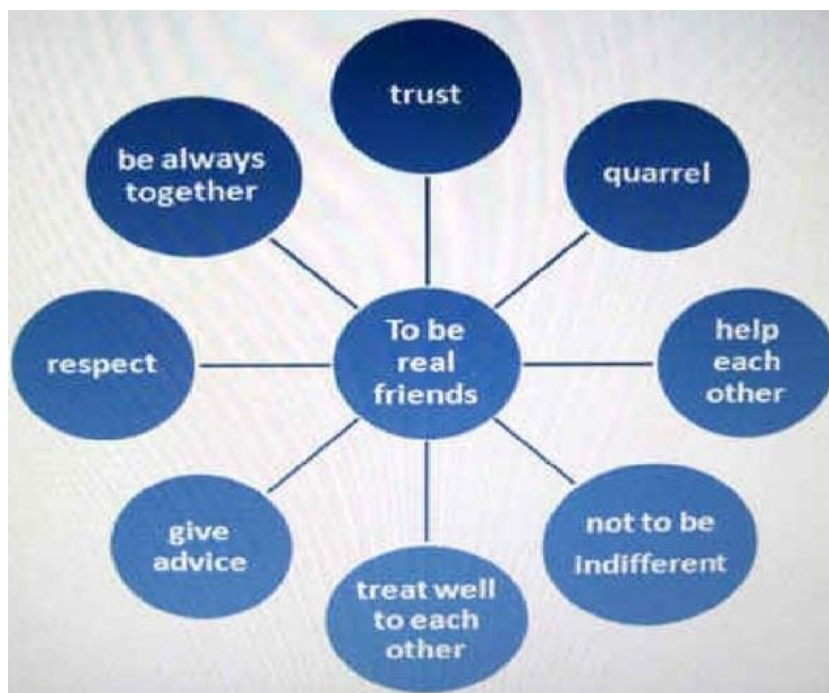 trust
be always
together
quarrel
respect
To be
real
friends
help
each
other
give
advice
not to be
indifferent
treat well
to each
other